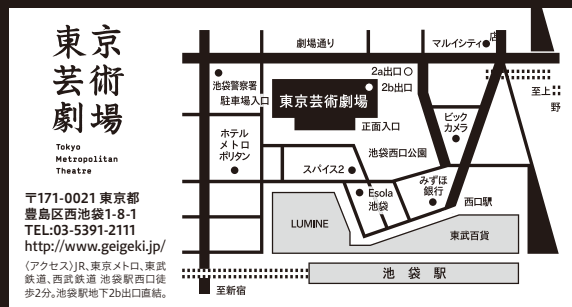 東京
芸術
劇場
Tokyo
Metropolitan
Theatre
〒171-0021 東京都
豊島区西池袋1-8-1
TEL:03-5391-2111
http://www.geigeki.jp/
〈アクセス〉JR、東京メトロ、東武
鉄道、西武鉄道 池袋駅西口徒
歩2分。池袋駅地下2b出口直結。
劇場通り
マルイシティ
店
2a出口
2b出口
池袋警察署
駐車場入口
東京芸術劇場
正面入口
至上
野
ビック
カメラ
ホテル
メトロ
ポリタン
池袋西口公園
スパイス2
みずほ
銀行
Esola
池袋
西口駅
LUMINE
東武百貨
池袋駅
至新宿